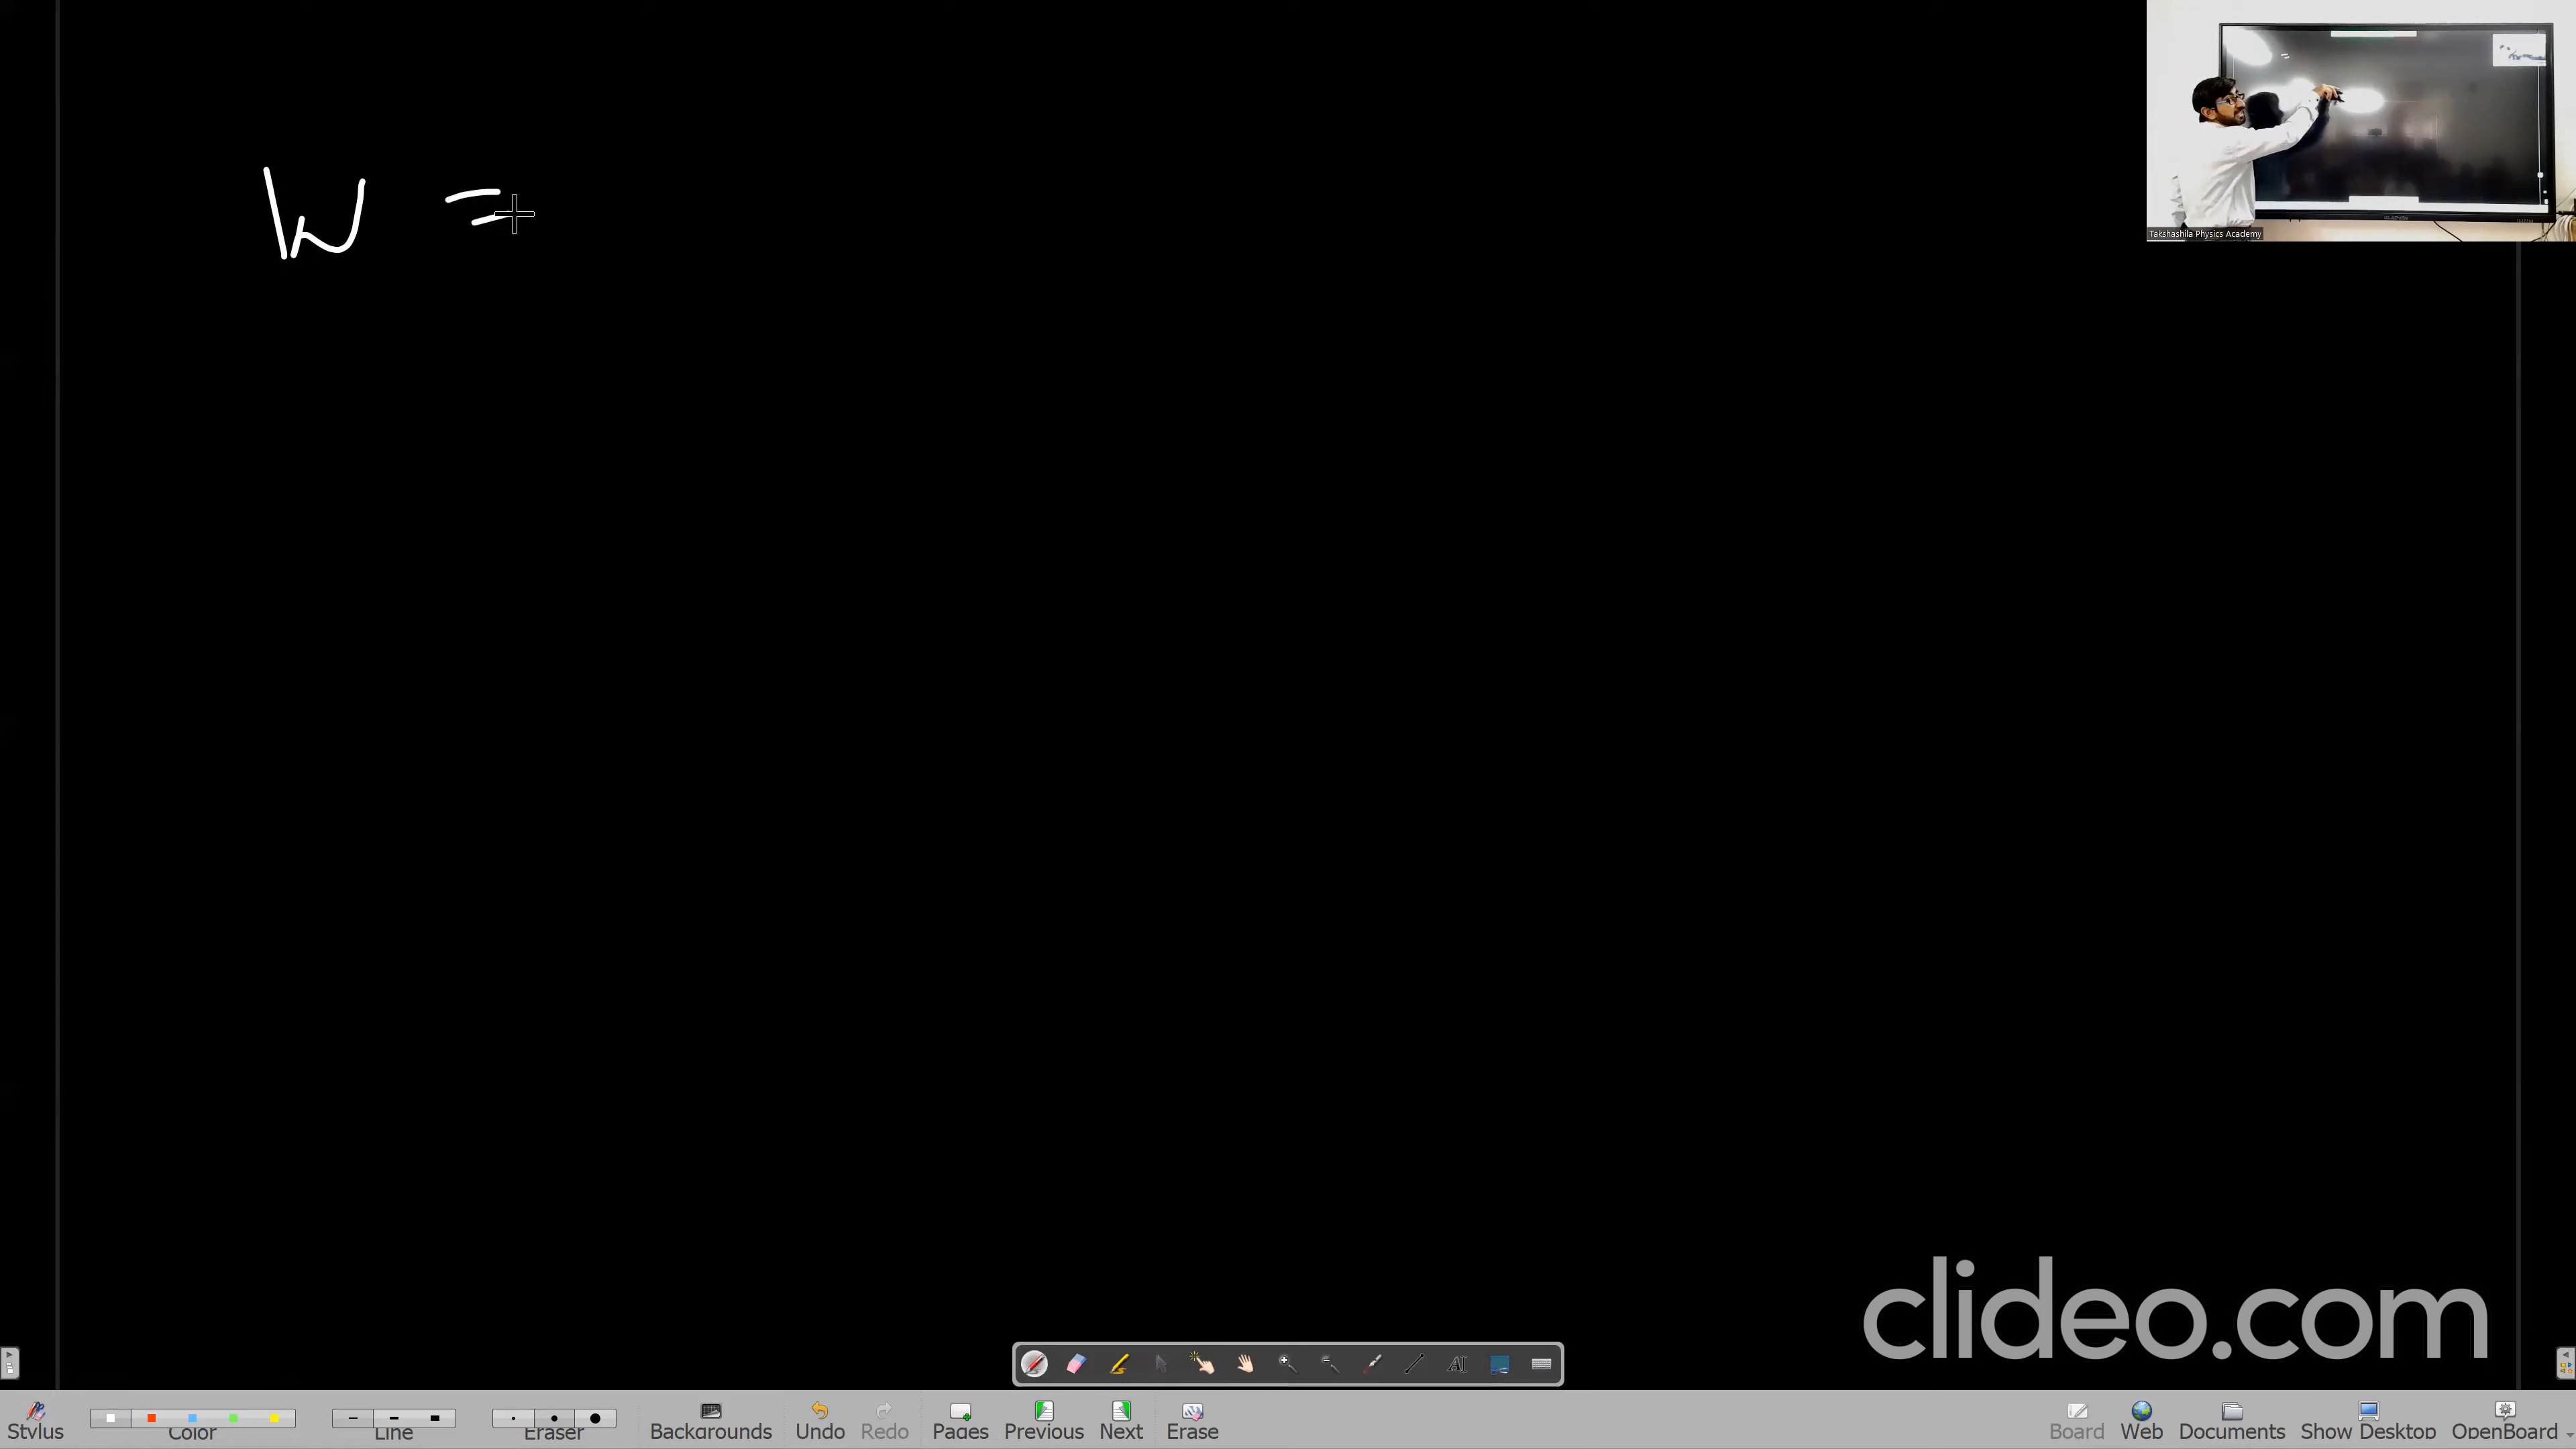 Takshashila Physics Academy
W =
clideo.com
Stylus Color Line Eraser Backgrounds Undo Redo Pages Previous Next Erase Board Web Documents Show Desktop OpenBoard